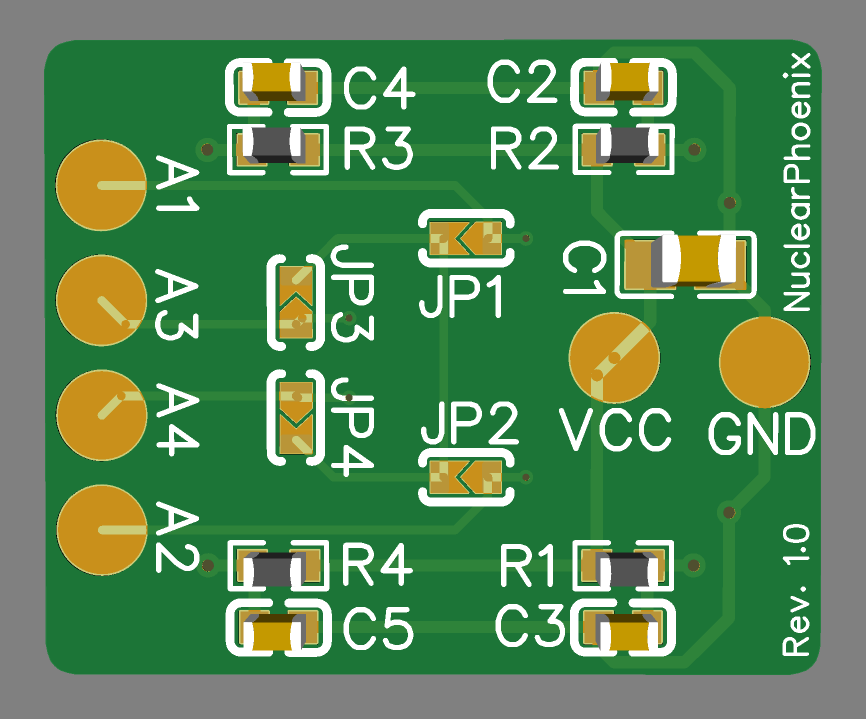 C4
C2
NuclearPhoenix
R3
R2
A1
C1
JP3
JP1
A3
VCC
GND
JP4
JP2
A4
A2
R4
R1
Rev. 1.0
C5
C3